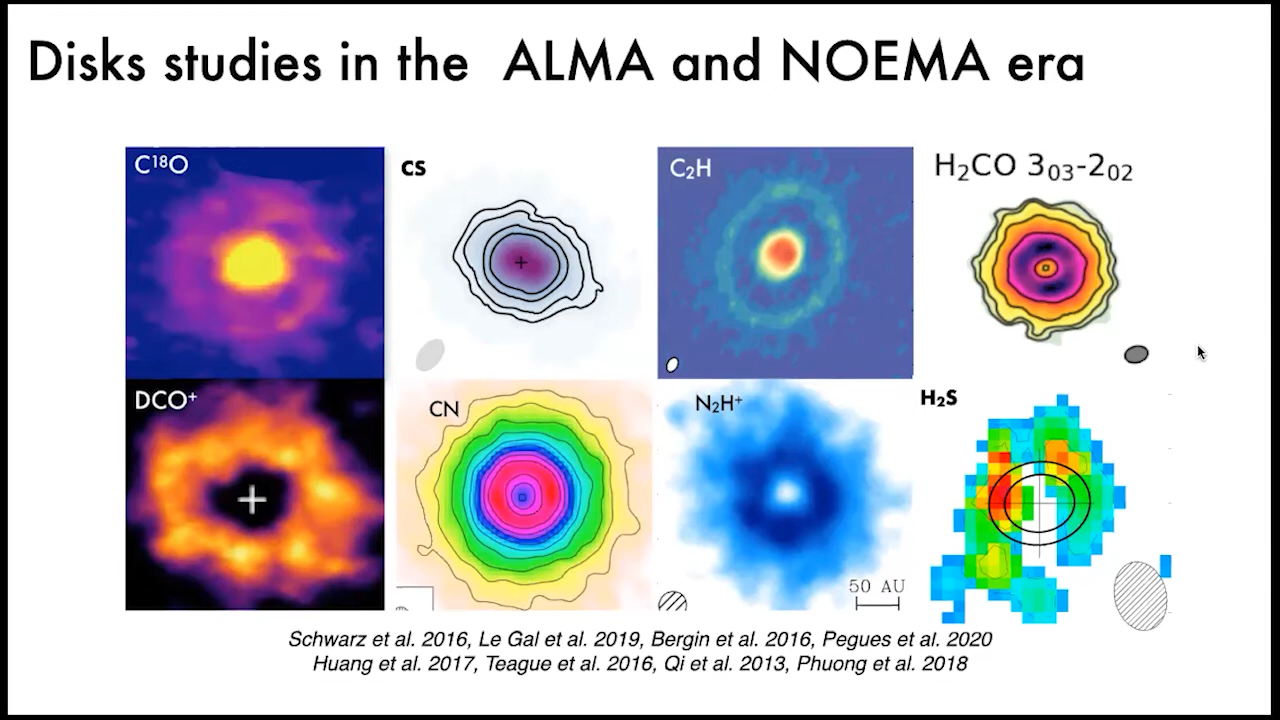 Disks studies in the ALMA and NOEMA era
C¹⁸O
CS
C₂H
H₂CO 3₀₃-2₀₂
DCO⁺
CN
N₂H⁺
H₂S
50 AU
Schwarz et al. 2016, Le Gal et al. 2019, Bergin et al. 2016, Pegues et al. 2020
Huang et al. 2017, Teague et al. 2016, Qi et al. 2013, Phuong et al. 2018